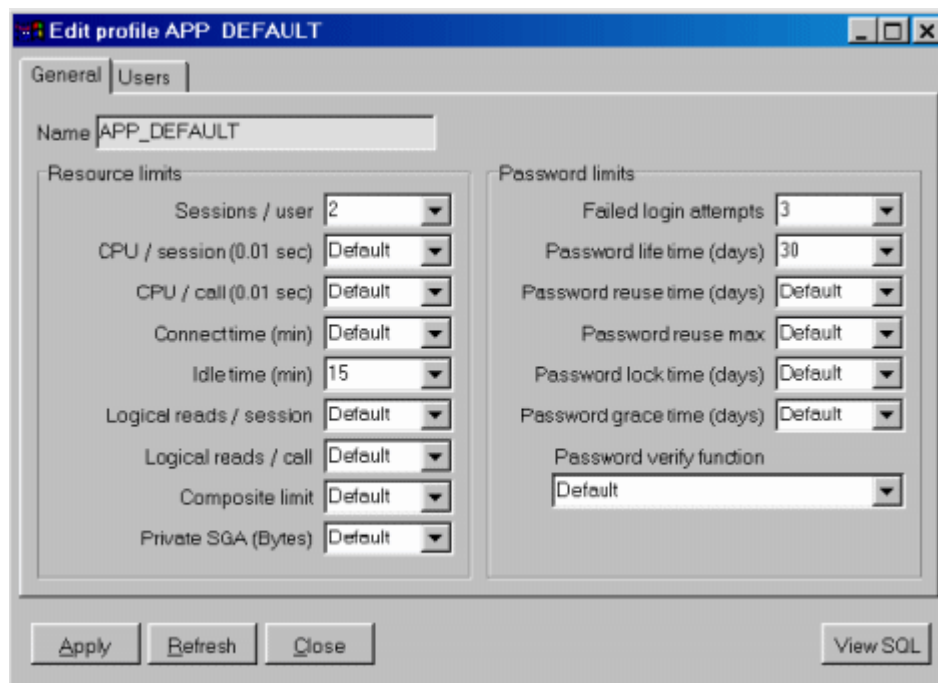 Edit profile APP_DEFAULT
General Users
Name APP_DEFAULT
Resource limits
Sessions / user 2
CPU / session (0.01 sec) Default
CPU / call (0.01 sec) Default
Connect time (min) Default
Idle time (min) 15
Logical reads / session Default
Logical reads / call Default
Composite limit Default
Private SGA (Bytes) Default
Password limits
Failed login attempts 3
Password life time (days) 30
Password reuse time (days) Default
Password reuse max Default
Password lock time (days) Default
Password grace time (days) Default
Password verify function
Default
Apply Refresh Close View SQL